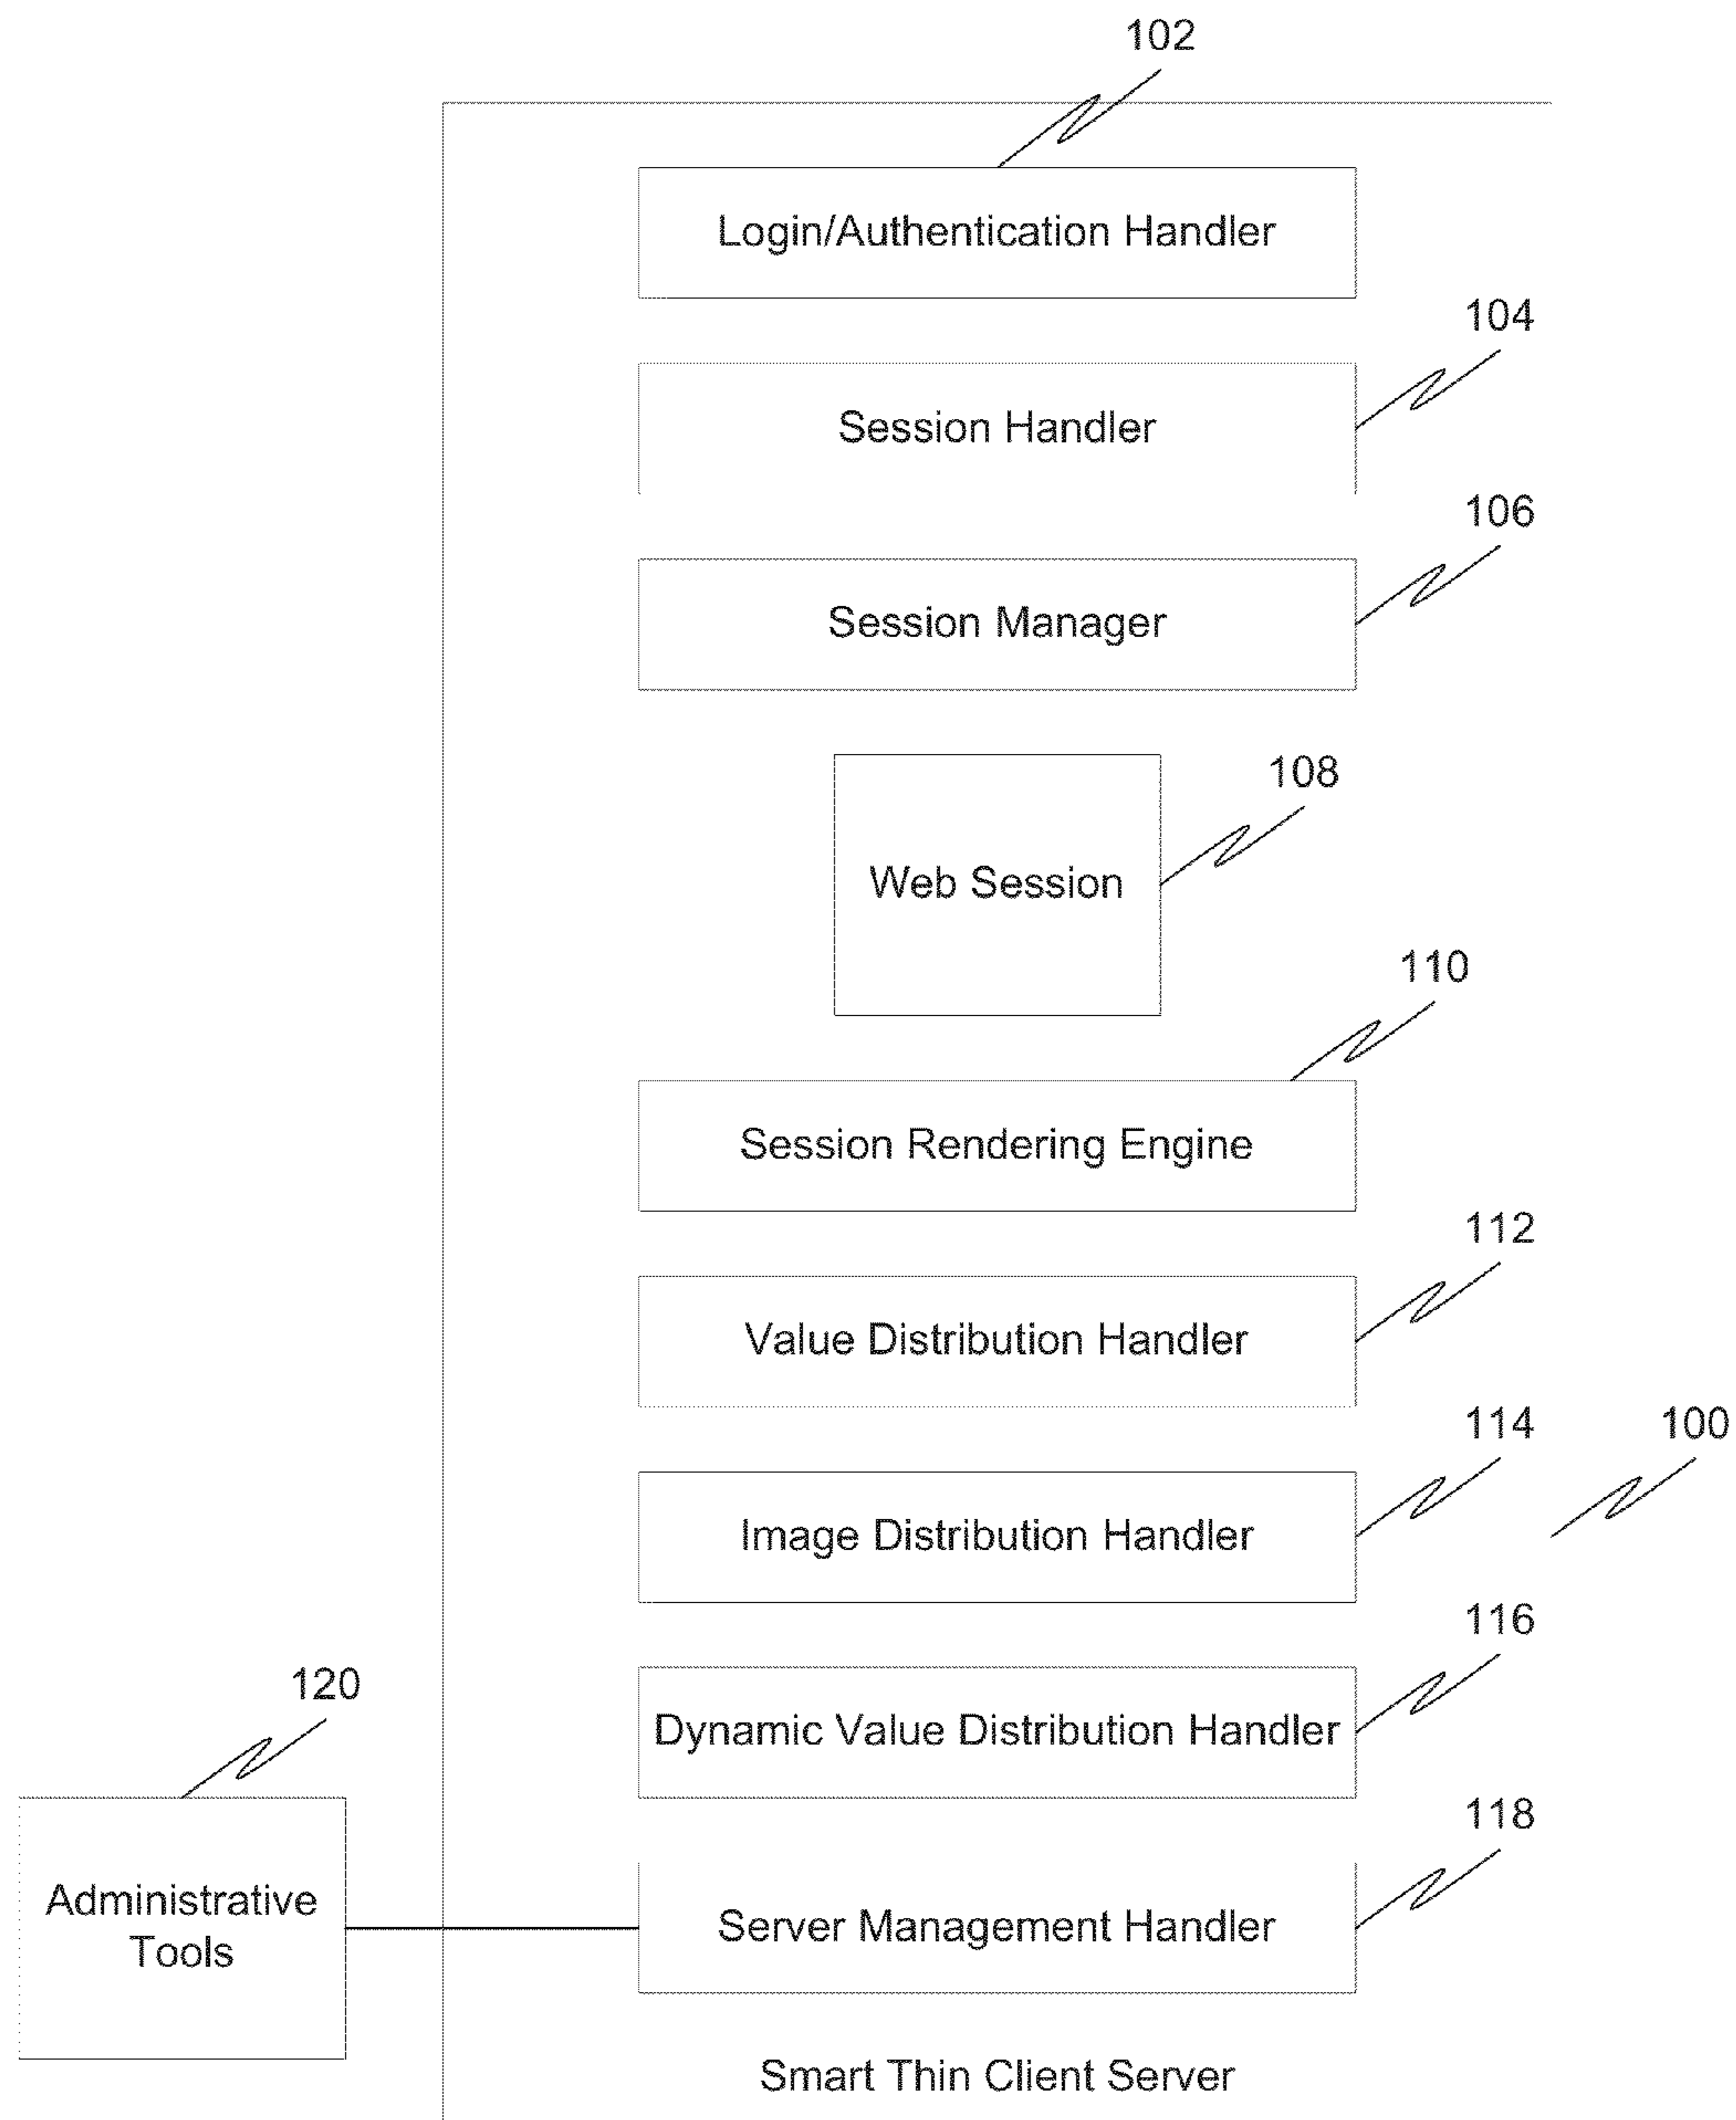 102
Login/Authentication Handler
104
Session Handler
106
Session Manager
108
Web Session
110
Session Rendering Engine
112
Value Distribution Handler
114
100
Image Distribution Handler
116
120
Dynamic Value Distribution Handler
118
Administrative
Tools
Server Management Handler
Smart Thin Client Server